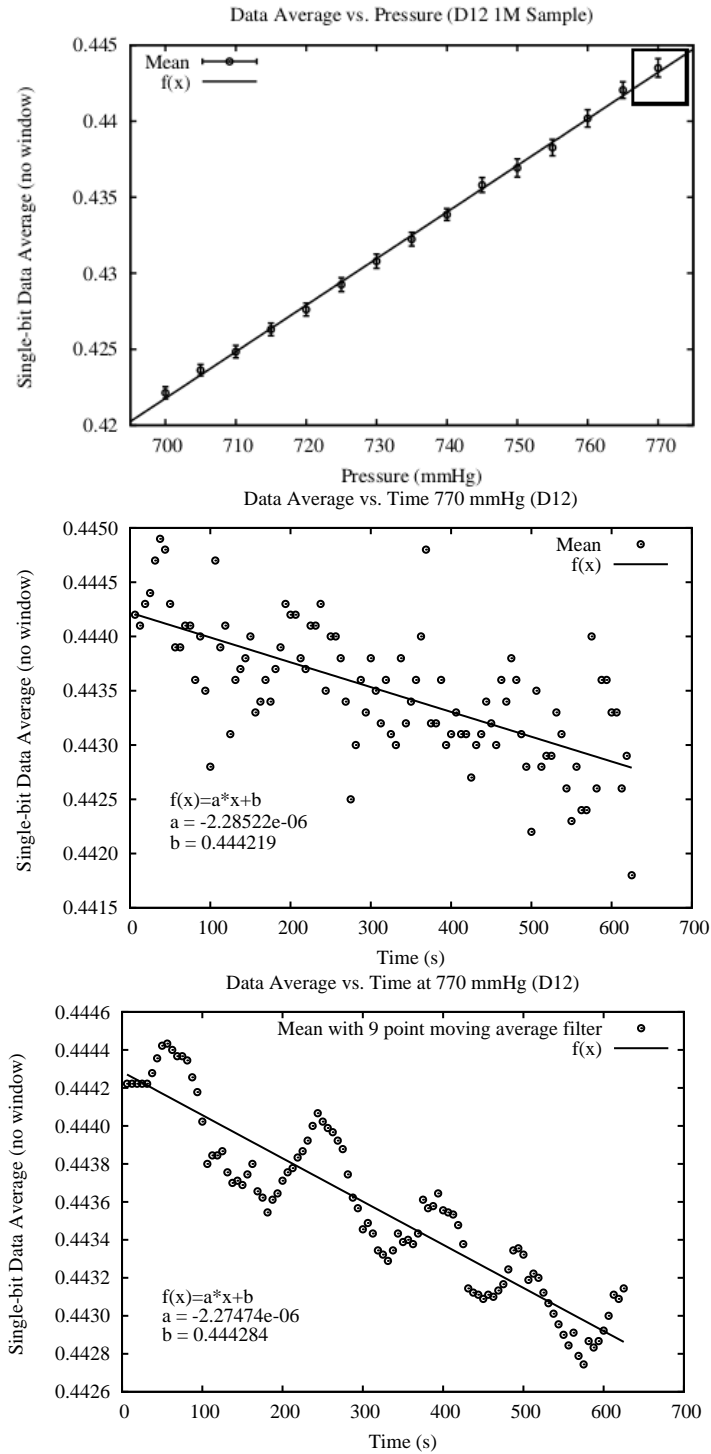 Data Average vs. Pressure (D12 1M Sample)
Single-bit Data Average (no window)
0.445
0.44
0.435
0.43
0.425
0.42
Mean
f(x)
700 710 720 730 740 750 760 770
Pressure (mmHg)
Data Average vs. Time 770 mmHg (D12)
Single-bit Data Average (no window)
0.4450
0.4445
0.4440
0.4435
0.4430
0.4425
0.4420
0.4415
Mean
f(x)
f(x)=a*x+b
a = -2.28522e-06
b = 0.444219
0 100 200 300 400 500 600 700
Time (s)
Data Average vs. Time at 770 mmHg (D12)
Single-bit Data Average (no window)
0.4446
0.4444
0.4442
0.4440
0.4438
0.4436
0.4434
0.4432
0.4430
0.4428
0.4426
Mean with 9 point moving average filter
f(x)
f(x)=a*x+b
a = -2.27474e-06
b = 0.444284
0 100 200 300 400 500 600 700
Time (s)